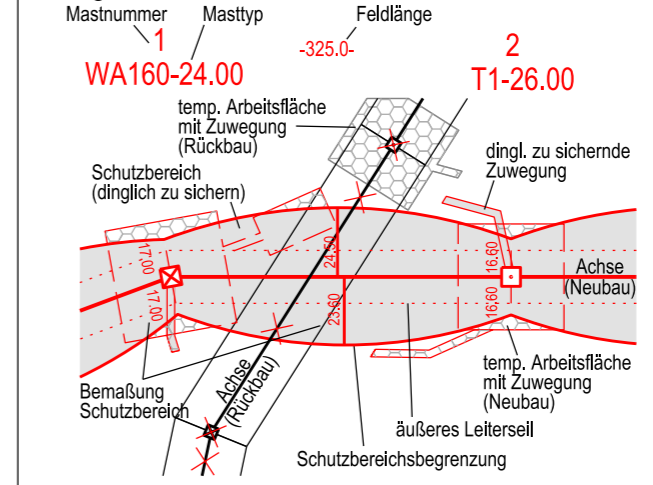 Mastnummer Masttyp Feldlänge
1 -325.0- 2
WA160-24.00 T1-26.00
temp. Arbeitsfläche
mit Zuwegung
(Rückbau)
dingl. zu sichernde
Zuwegung
Schutzbereich
(dinglich zu sichern)
17,00
17,00
24.50
23.60
16,60
16,60
Achse
(Neubau)
Achse
(Rückbau)
Bemaßung
Schutzbereich
temp. Arbeitsfläche
mit Zuwegung
(Neubau)
äußeres Leiterseil
Schutzbereichsbegrenzung